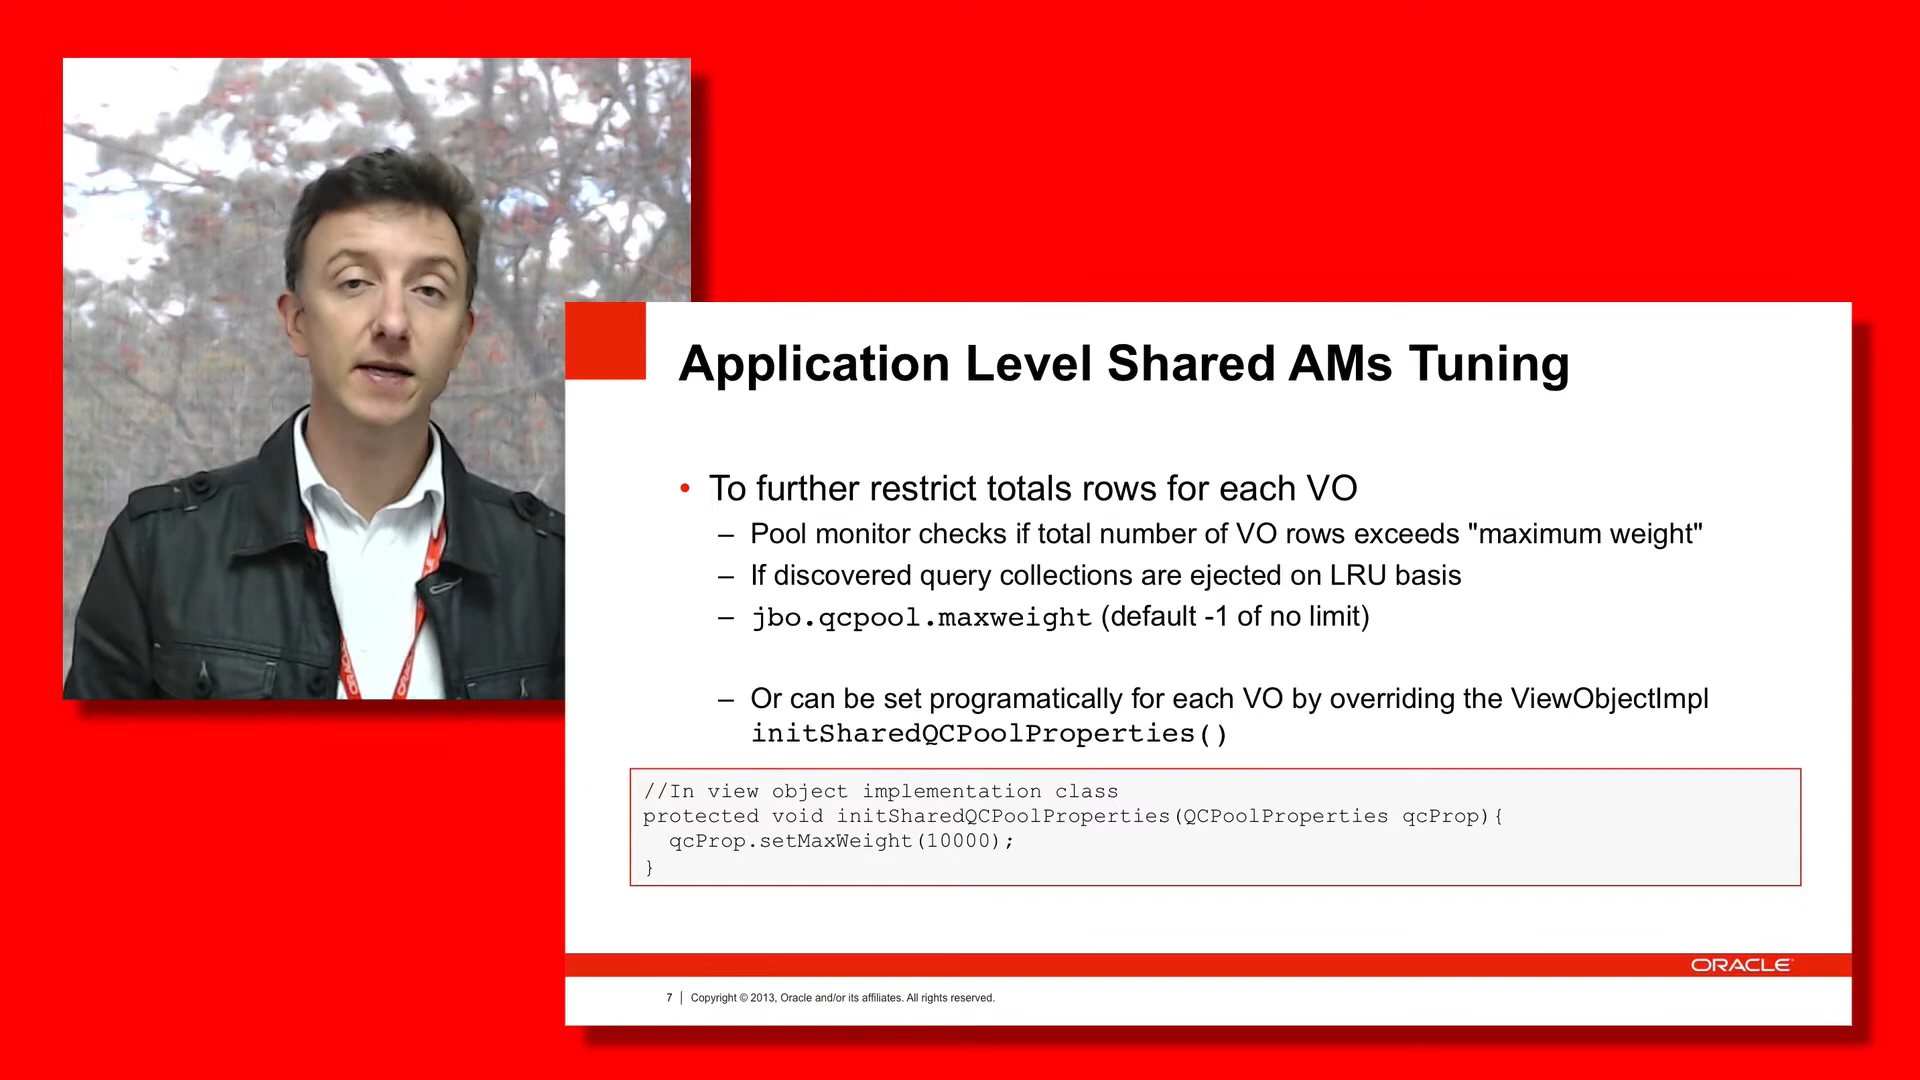 Application Level Shared AMs Tuning
• To further restrict totals rows for each VO
– Pool monitor checks if total number of VO rows exceeds "maximum weight"
– If discovered query collections are ejected on LRU basis
– jbo.qcpool.maxweight (default -1 of no limit)
– Or can be set programatically for each VO by overriding the ViewObjectImpl
initSharedQCPoolProperties()
//In view object implementation class
protected void initSharedQCPoolProperties(QCPoolProperties qcProp){
  qcProp.setMaxWeight(10000);
}
ORACLE
7 | Copyright © 2013, Oracle and/or its affiliates. All rights reserved.